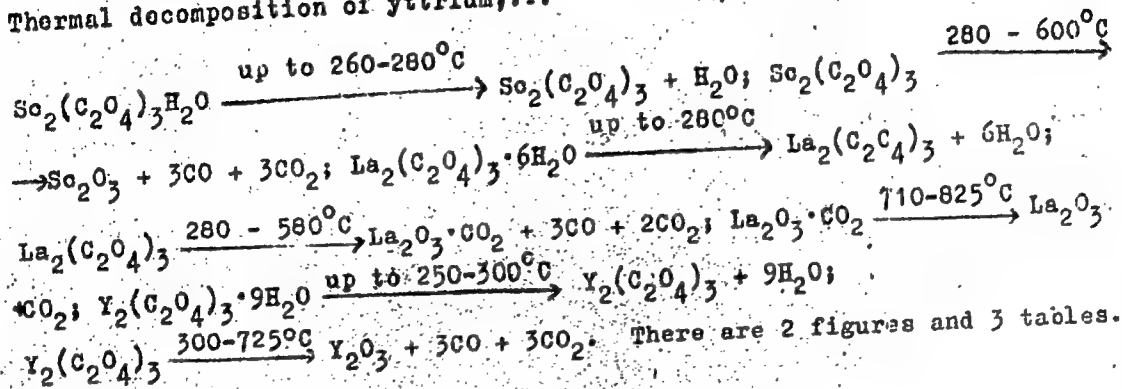 Thermal decomposition of yttrium,...
Sc₂(C₂O₄)₃H₂O up to 260-280°C → Sc₂(C₂O₄)₃ + H₂O; Sc₂(C₂O₄)₃ 280 - 600°C →
→Sc₂O₃ + 3CO + 3CO₂; La₂(C₂O₄)₃·6H₂O up to 280°C → La₂(C₂C₄)₃ + 6H₂O;
La₂(C₂O₄)₃ 280 - 580°C →La₂O₃·CO₂ + 3CO + 2CO₂; La₂O₃·CO₂ 710-825°C → La₂O₃.
+CO₂; Y₂(C₂O₄)₃·9H₂O up to 250-300°C → Y₂(C₂O₄)₃ + 9H₂O;
Y₂(C₂O₄)₃ 300-725°C → Y₂O₃ + 3CO + 3CO₂. There are 2 figures and 3 tables.